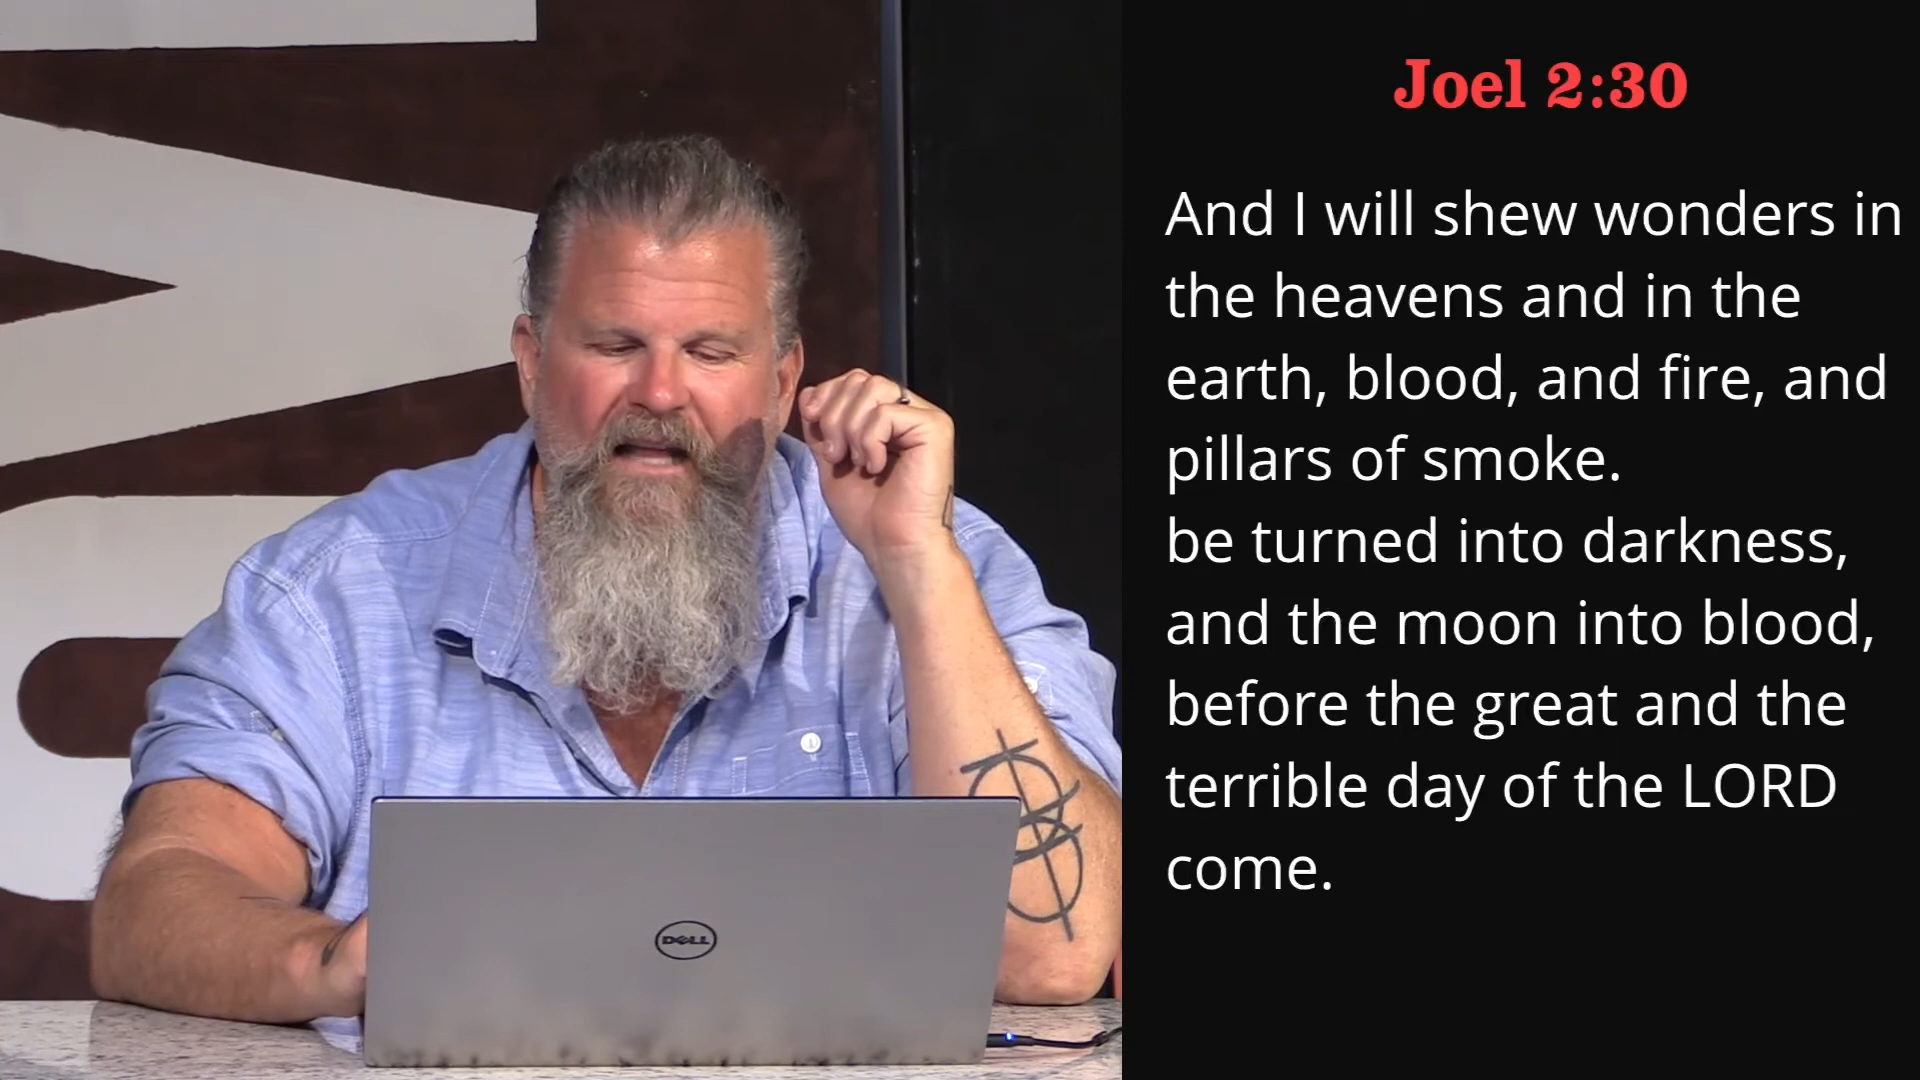 Joel 2:30
And I will shew wonders in
the heavens and in the
earth, blood, and fire, and
pillars of smoke.
be turned into darkness,
and the moon into blood,
before the great and the
terrible day of the LORD
come.
DELL